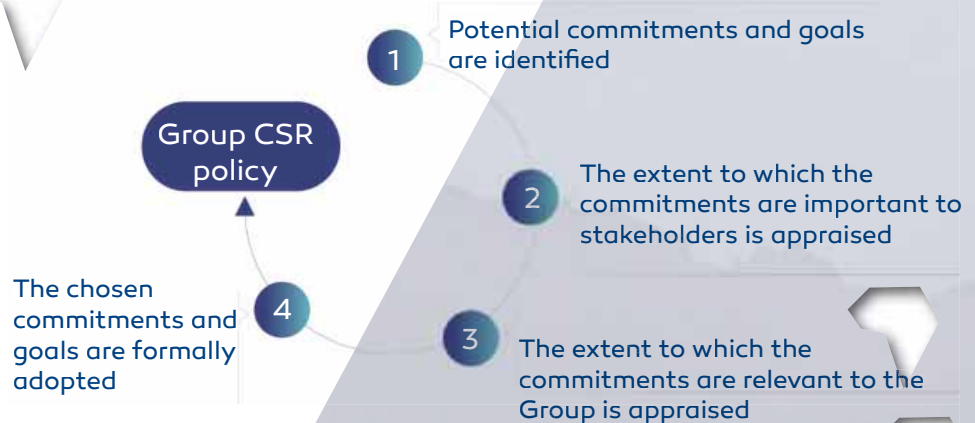 1
Potential commitments and goals
are identified
Group CSR
policy
2
The extent to which the
commitments are important to
stakeholders is appraised
3
The extent to which the
commitments are relevant to the
Group is appraised
4
The chosen
commitments and
goals are formally
adopted